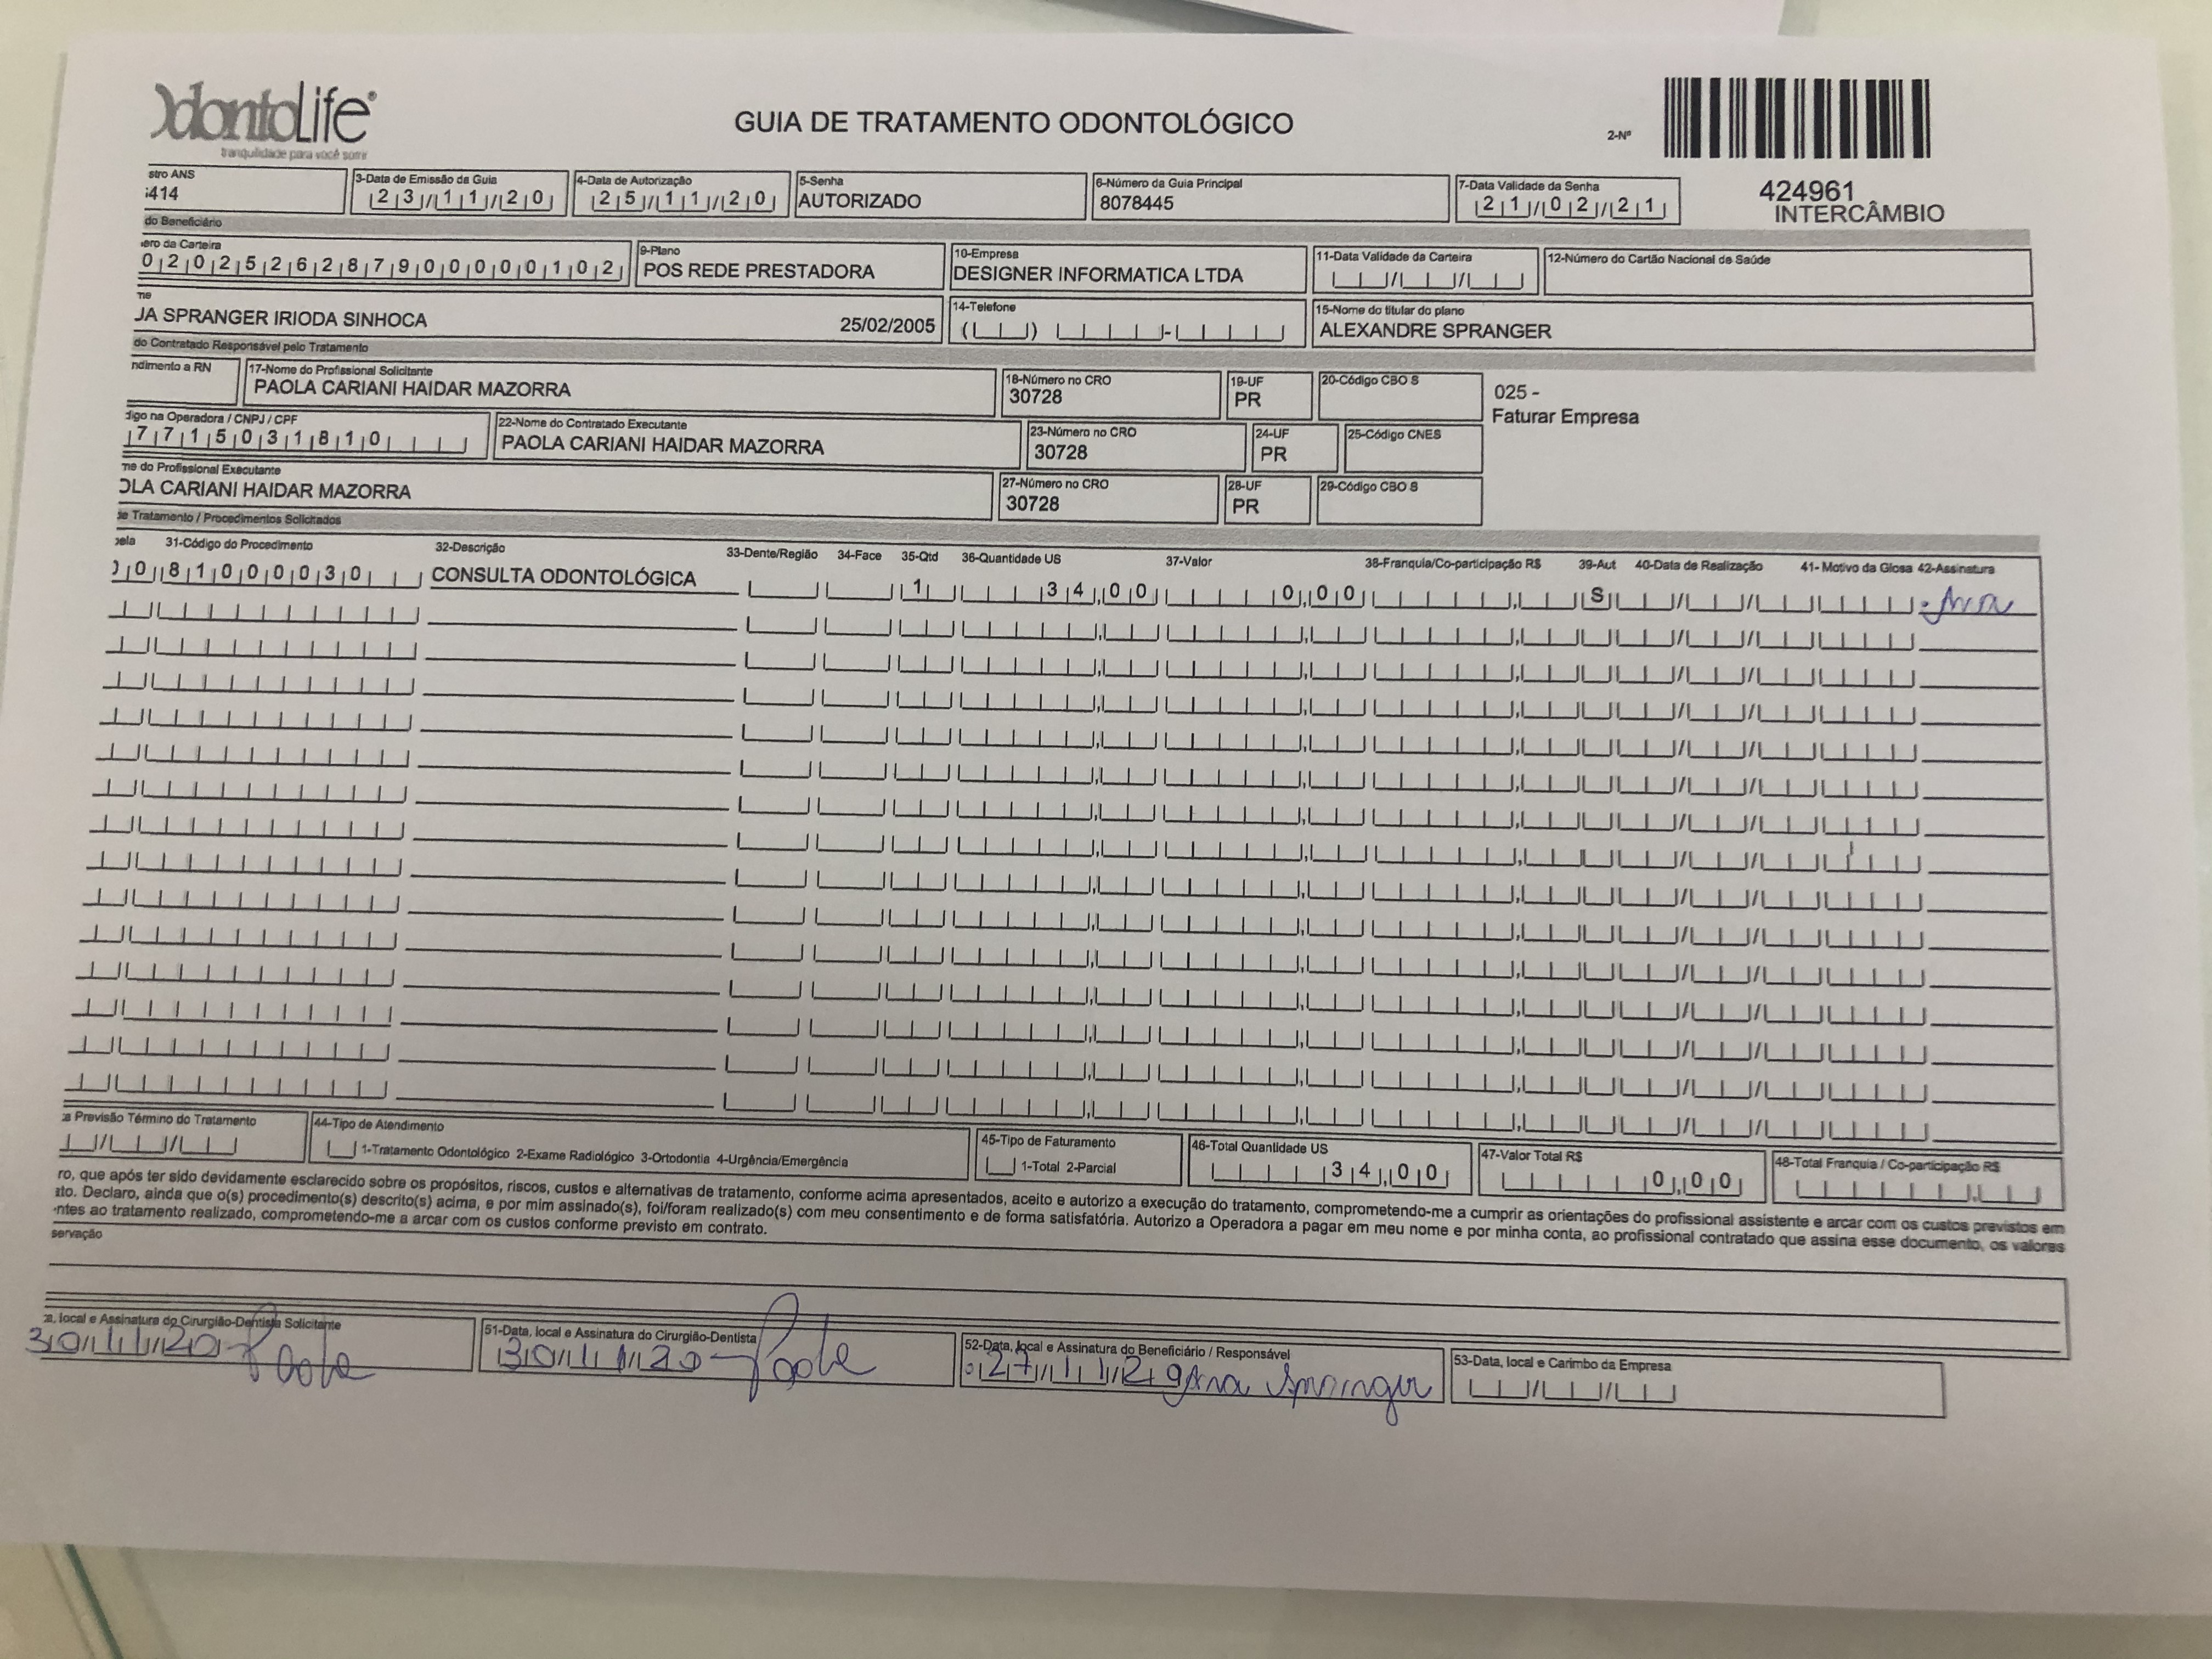 OdontoLife®
tranquilidade para você sorrir
GUIA DE TRATAMENTO ODONTOLÓGICO
2-Nº
424961
INTERCÂMBIO
stro ANS
414
3-Data de Emissão da Guia
23/11/20
4-Data de Autorização
25/11/20
5-Senha
AUTORIZADO
6-Número da Guia Principal
8078445
7-Data Validade da Senha
21/02/21
do Beneficiário
ero da Carteira
02025262879000000102
9-Plano
POS REDE PRESTADORA
10-Empresa
DESIGNER INFORMATICA LTDA
11-Data Validade da Carteira
12-Número do Cartão Nacional de Saúde
me
JA SPRANGER IRIODA SINHOCA 25/02/2005
14-Telefone
15-Nome do titular do plano
ALEXANDRE SPRANGER
do Contratado Responsável pelo Tratamento
ndimento a RN
17-Nome do Profissional Solicitante
PAOLA CARIANI HAIDAR MAZORRA
18-Número no CRO
30728
19-UF
PR
20-Código CBO S
025 -
Faturar Empresa
digo na Operadora / CNPJ / CPF
7715031810
22-Nome do Contratado Executante
PAOLA CARIANI HAIDAR MAZORRA
23-Número no CRO
30728
24-UF
PR
25-Código CNES
me do Profissional Executante
OLA CARIANI HAIDAR MAZORRA
27-Número no CRO
30728
28-UF
PR
29-Código CBO S
de Tratamento / Procedimentos Solicitados
bela 31-Código do Procedimento 32-Descrição 33-Dente/Região 34-Face 35-Qtd 36-Quantidade US 37-Valor 38-Franquia/Co-participação R$ 39-Aut 40-Data de Realização 41- Motivo da Glosa 42-Assinatura
00 81000030 CONSULTA ODONTOLÓGICA 1 34,00 0,00 S Ana
a Previsão Término do Tratamento
44-Tipo de Atendimento
1-Tratamento Odontológico 2-Exame Radiológico 3-Ortodontia 4-Urgência/Emergência
45-Tipo de Faturamento
1-Total 2-Parcial
46-Total Quantidade US
34,00
47-Valor Total R$
0,00
48-Total Franquia / Co-participação R$
ro, que após ter sido devidamente esclarecido sobre os propósitos, riscos, custos e alternativas de tratamento, conforme acima apresentados, aceito e autorizo a execução do tratamento, comprometendo-me a cumprir as orientações do profissional assistente e arcar com os custos previstos em
ato. Declaro, ainda que o(s) procedimento(s) descrito(s) acima, e por mim assinado(s), foi/foram realizado(s) com meu consentimento e de forma satisfatória. Autorizo a Operadora a pagar em meu nome e por minha conta, ao profissional contratado que assina esse documento, os valores
ntes ao tratamento realizado, comprometendo-me a arcar com os custos conforme previsto em contrato.
servação
a, local e Assinatura do Cirurgião-Dentista Solicitante
30/11/20 Paola
51-Data, local e Assinatura do Cirurgião-Dentista
30/11/20 Paola
52-Data, local e Assinatura do Beneficiário / Responsável
27/11/20 Ana Spranger
53-Data, local e Carimbo da Empresa